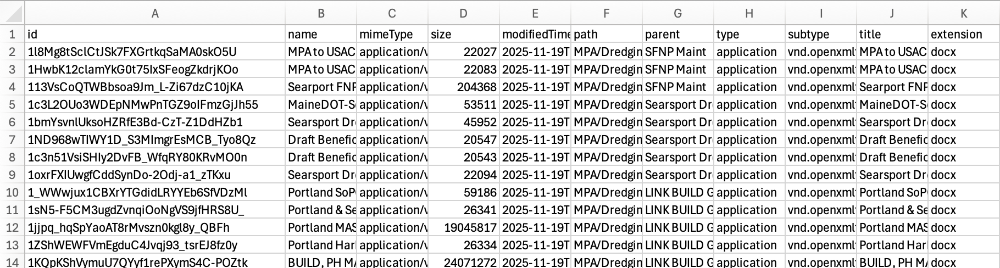 A B C D E F G H I J K
1 id name mimeType size modifiedTime path parent type subtype title extension
2 1l8Mg8tSclCtJSk7FXGrtkqSaMA0skO5U MPA to USAC application/v 22027 2025-11-19T MPA/Dredgin SFNP Maint application vnd.openxml MPA to USAC docx
3 1HwbK12clamYkG0t75IxSFeogZkdrjKOo MPA to USAC application/v 22083 2025-11-19T MPA/Dredgin SFNP Maint application vnd.openxml MPA to USAC docx
4 113VsCoQTWBbsoa9Jm_L-Zi67dzC10jKA Searport FNP application/v 204368 2025-11-19T MPA/Dredgin SFNP Maint application vnd.openxml Searport FNP docx
5 1c3L2OUo3WDEpNMwPnTGZ9oIFmzGjJh55 MaineDOT-S application/v 53511 2025-11-19T MPA/Dredgin Searsport Dr application vnd.openxml MaineDOT-S docx
6 1bmYsvnlUksoHZRfE3Bd-CzT-Z1DdHZb1 Searsport Dr application/v 45952 2025-11-19T MPA/Dredgin Searsport Dr application vnd.openxml Searsport Dr docx
7 1ND968wTlWY1D_S3MImgrEsMCB_Tyo8Qz Draft Benefic application/v 20547 2025-11-19T MPA/Dredgin Searsport Dr application vnd.openxml Draft Benefic docx
8 1c3n51VsiSHIy2DvFB_WfqRY80KRvMO0n Draft Benefic application/v 20543 2025-11-19T MPA/Dredgin Searsport Dr application vnd.openxml Draft Benefic docx
9 1oxrFXIUwgfCddSynDo-2Odj-a1_zTKxu Searsport Dr application/v 22094 2025-11-19T MPA/Dredgin Searsport Dr application vnd.openxml Searsport Dr docx
10 1_WWwjux1CBXrYTGdidLRYYEb6SfVDzMl Portland SoP application/v 59186 2025-11-19T MPA/Dredgin LINK BUILD G application vnd.openxml Portland SoP docx
11 1sN5-F5CM3ugdZvnqiOoNgVS9jfHRS8U_ Portland & Se application/v 26341 2025-11-19T MPA/Dredgin LINK BUILD G application vnd.openxml Portland & Se docx
12 1jjpq_hqSpYaoAT8rMvszn0kgl8y_QBFh Portland MAS application/v 19045817 2025-11-19T MPA/Dredgin LINK BUILD G application vnd.openxml Portland MAS docx
13 1ZShWEWFVmEgduC4Jvqj93_tsrEJ8fz0y Portland Har application/v 26334 2025-11-19T MPA/Dredgin LINK BUILD G application vnd.openxml Portland Har docx
14 1KQpKShVymuU7QYyf1rePXymS4C-POZtk BUILD, PH MA application/v 24071272 2025-11-19T MPA/Dredgin LINK BUILD G application vnd.openxml BUILD, PH MA docx